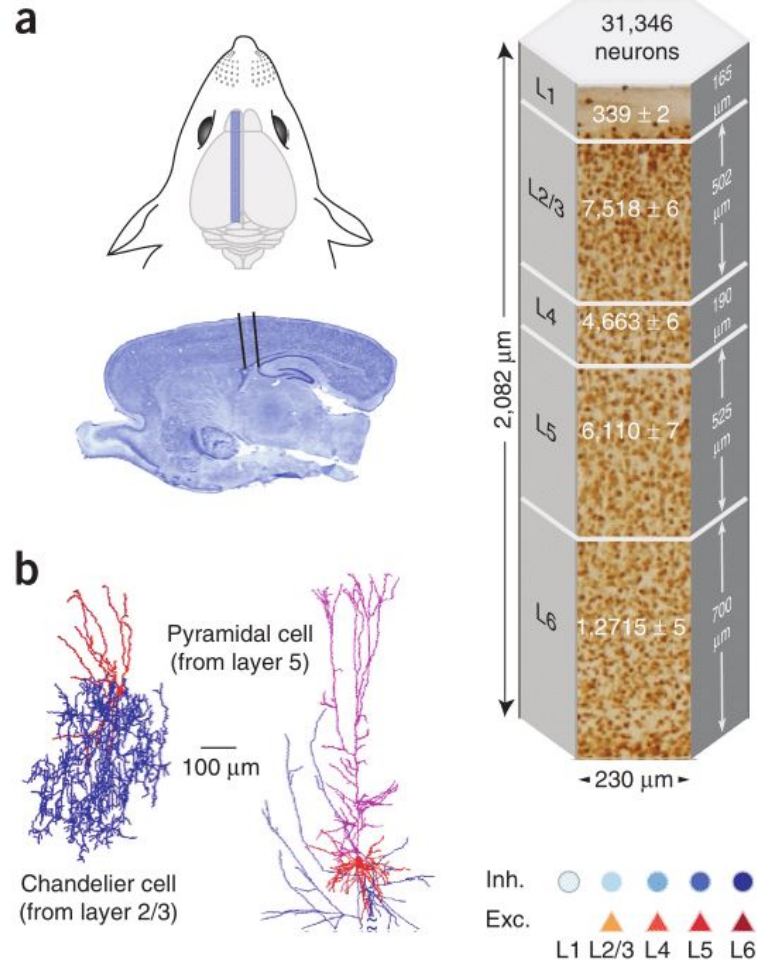 a
31,346
neurons
L1
339 ± 2
165
μm
L2/3
7,518 ± 6
502
μm
L4
4,663 ± 6
190
μm
2,082 μm
L5
6,110 ± 7
525
μm
L6
1,2715 ± 5
700
μm
230 μm
b
Pyramidal cell
(from layer 5)
100 μm
Chandelier cell
(from layer 2/3)
Inh.
Exc.
L1 L2/3 L4 L5 L6